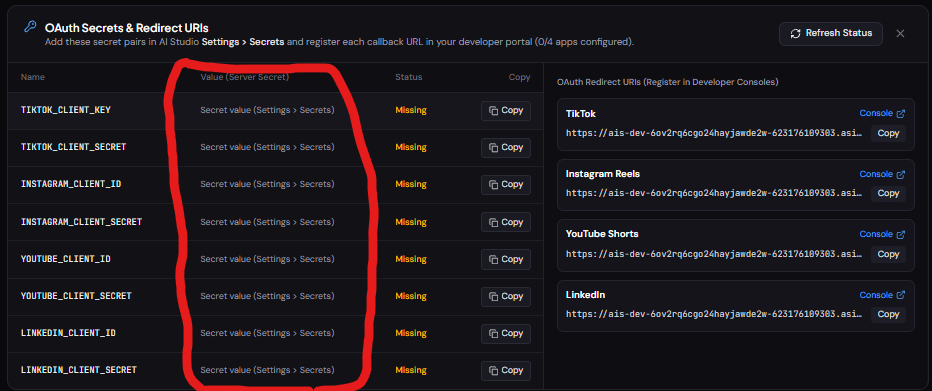 OAuth Secrets & Redirect URIs
Add these secret pairs in AI Studio Settings > Secrets and register each callback URL in your developer portal (0/4 apps configured).
Refresh Status
Name Value (Server Secret) Status Copy
TIKTOK_CLIENT_KEY Secret value (Settings > Secrets) Missing Copy
TIKTOK_CLIENT_SECRET Secret value (Settings > Secrets) Missing Copy
INSTAGRAM_CLIENT_ID Secret value (Settings > Secrets) Missing Copy
INSTAGRAM_CLIENT_SECRET Secret value (Settings > Secrets) Missing Copy
YOUTUBE_CLIENT_ID Secret value (Settings > Secrets) Missing Copy
YOUTUBE_CLIENT_SECRET Secret value (Settings > Secrets) Missing Copy
LINKEDIN_CLIENT_ID Secret value (Settings > Secrets) Missing Copy
LINKEDIN_CLIENT_SECRET Secret value (Settings > Secrets) Missing Copy
OAuth Redirect URIs (Register in Developer Consoles)
TikTok Console
https://ais-dev-6ov2rq6cgo24hayjawde2w-623176109303.asi… Copy
Instagram Reels Console
https://ais-dev-6ov2rq6cgo24hayjawde2w-623176109303.asi… Copy
YouTube Shorts Console
https://ais-dev-6ov2rq6cgo24hayjawde2w-623176109303.asi… Copy
LinkedIn Console
https://ais-dev-6ov2rq6cgo24hayjawde2w-623176109303.asi… Copy